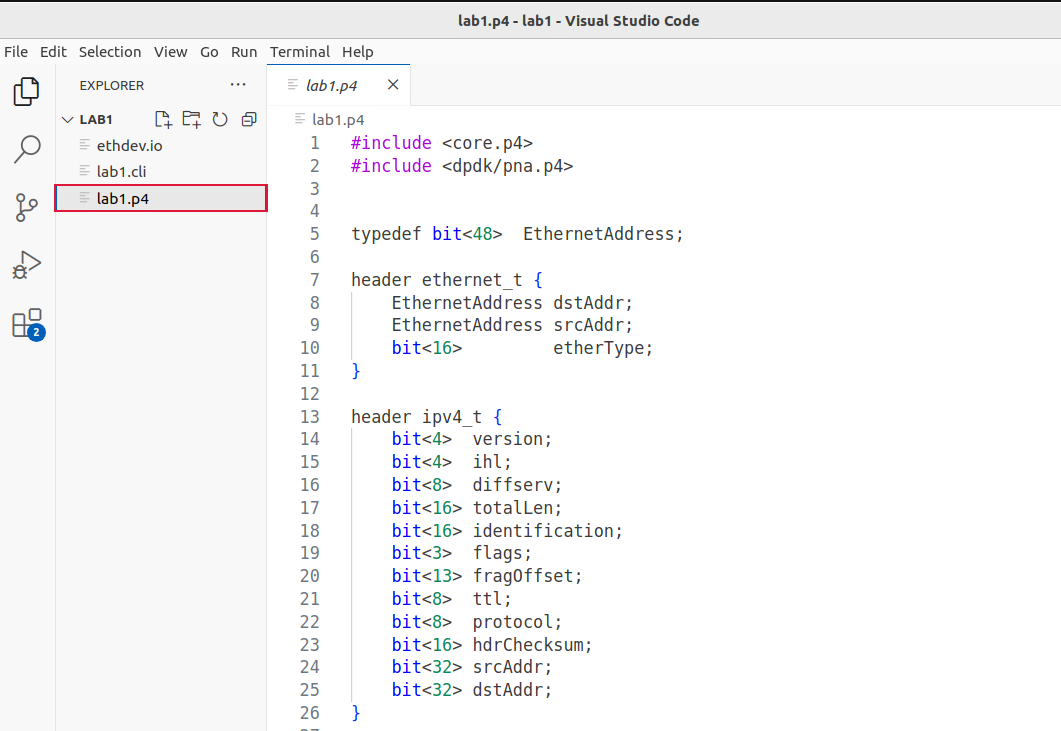 lab1.p4 - lab1 - Visual Studio Code
File Edit Selection View Go Run Terminal Help
EXPLORER
LAB1
ethdev.io
lab1.cli
lab1.p4
2
lab1.p4
lab1.p4
1 #include <core.p4>
2 #include <dpdk/pna.p4>
3
4
5 typedef bit<48>  EthernetAddress;
6
7 header ethernet_t {
8     EthernetAddress dstAddr;
9     EthernetAddress srcAddr;
10     bit<16>         etherType;
11 }
12
13 header ipv4_t {
14     bit<4>  version;
15     bit<4>  ihl;
16     bit<8>  diffserv;
17     bit<16> totalLen;
18     bit<16> identification;
19     bit<3>  flags;
20     bit<13> fragOffset;
21     bit<8>  ttl;
22     bit<8>  protocol;
23     bit<16> hdrChecksum;
24     bit<32> srcAddr;
25     bit<32> dstAddr;
26 }